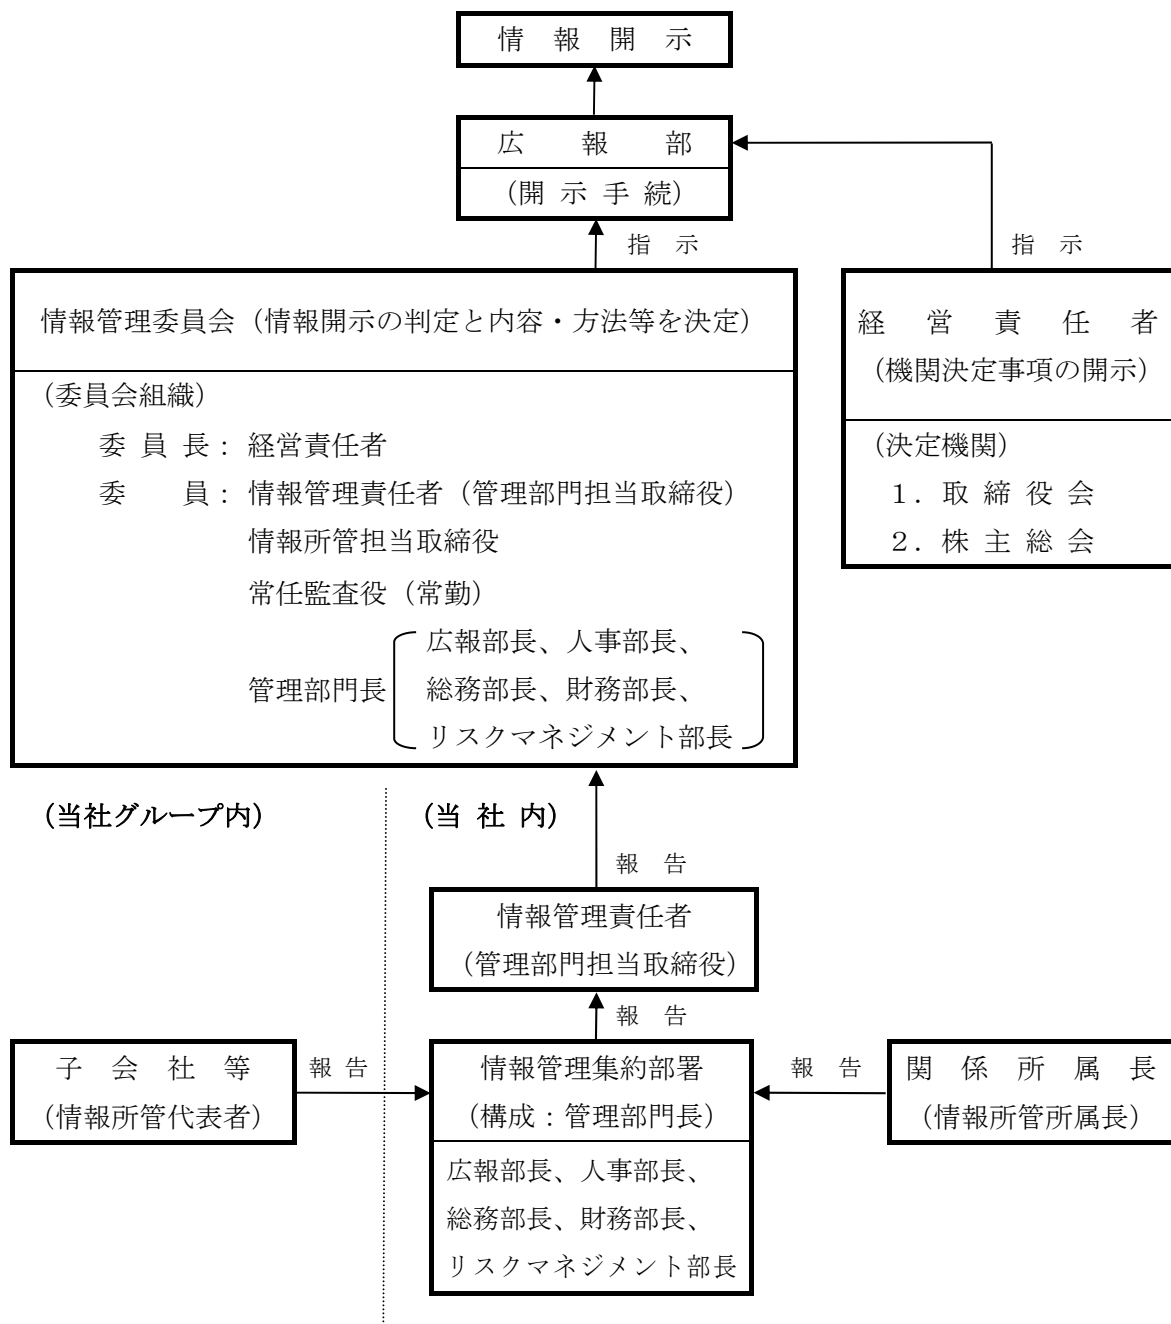 情報開示
広報部
(開示手続)
指示
指示
情報管理委員会(情報開示の判定と内容・方法等を決定)
(委員会組織)
委員長:経営責任者
委員:情報管理責任者(管理部門担当取締役)
情報所管担当取締役
常任監査役(常勤)
広報部長、人事部長、
管理部門長 総務部長、財務部長、
リスクマネジメント部長
経営責任者
(機関決定事項の開示)
(決定機関)
1.取締役会
2.株主総会
(当社グループ内)
(当社内)
報告
情報管理責任者
(管理部門担当取締役)
報告
子会社等
(情報所管代表者)
報告
情報管理集約部署
(構成:管理部門長)
広報部長、人事部長、
総務部長、財務部長、
リスクマネジメント部長
報告
関係所属長
(情報所管所属長)